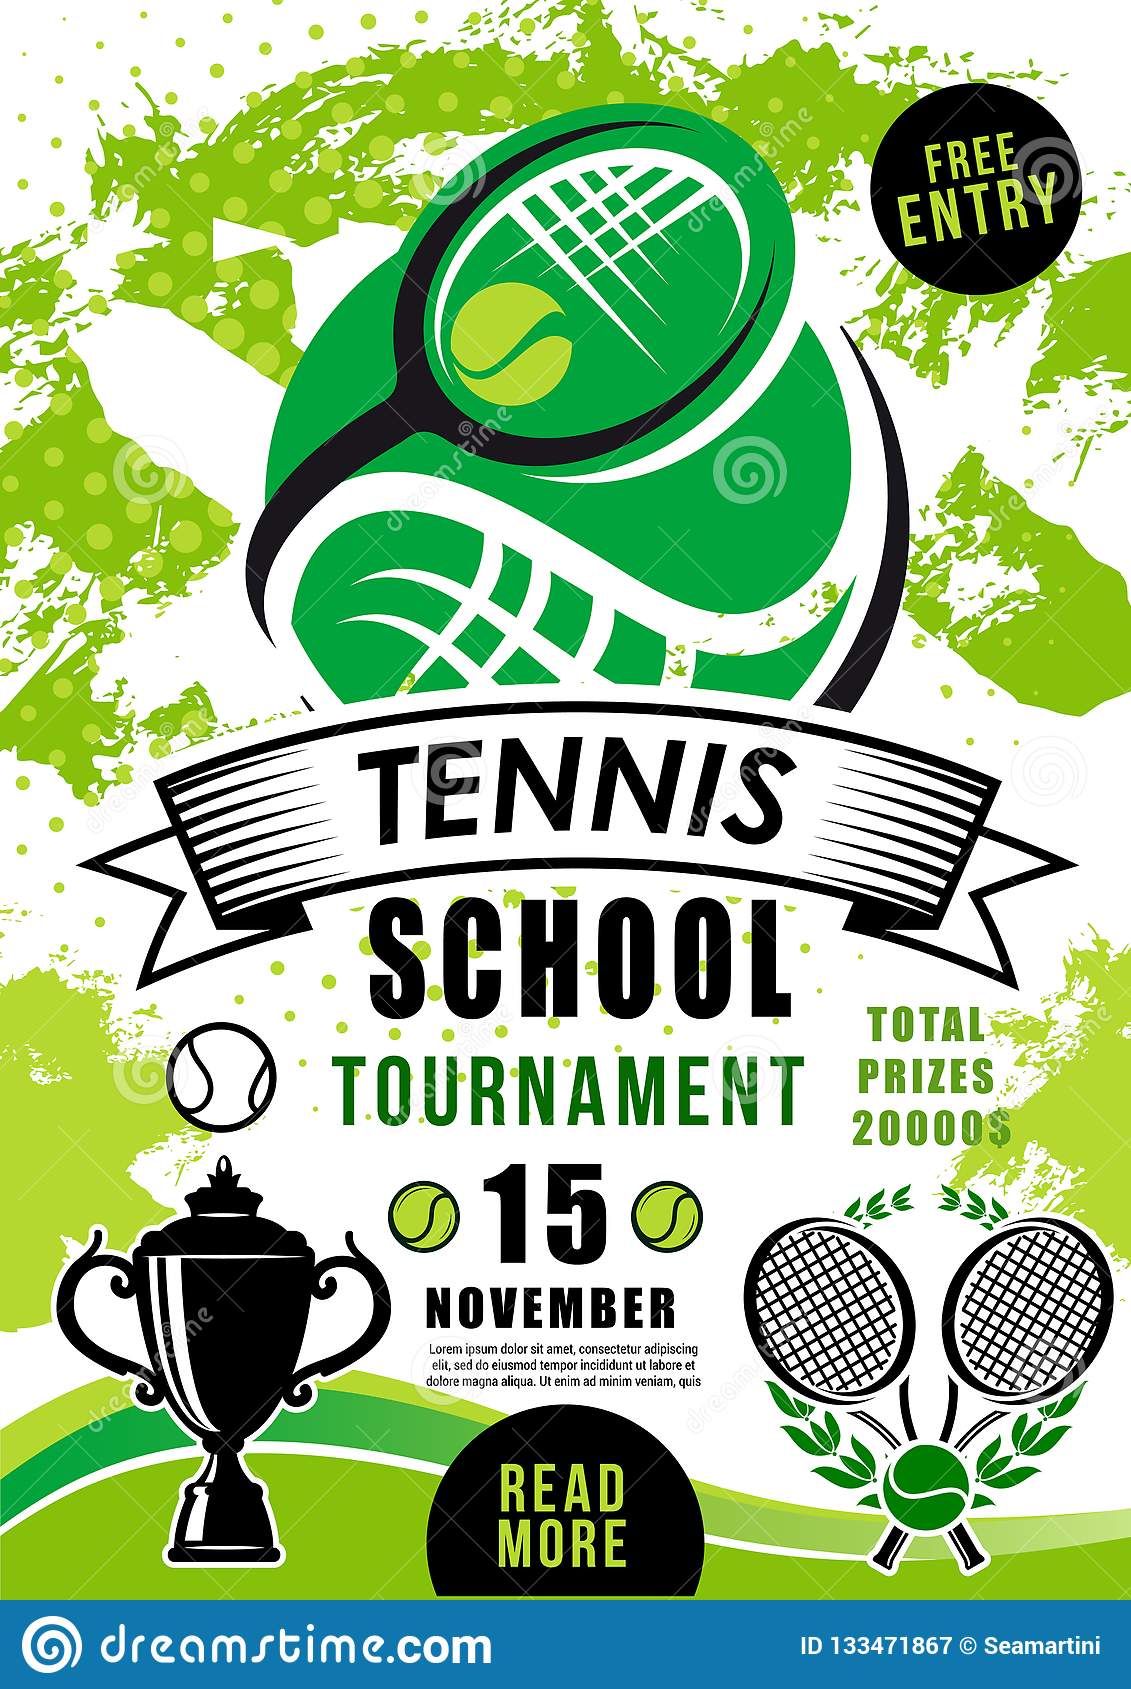 FREE
ENTRY
TENNIS
SCHOOL
TOURNAMENT
TOTAL
PRIZES
20000$
15
NOVEMBER
Lorem ipsum dolor sit amet, consectetur adipiscing
elit, sed do eiusmod tempor incididunt ut labore et
dolore magna aliqua. Ut enim ad minim veniam, quis
READ
MORE
dreamstime.com
ID 133471867 © Seamartini